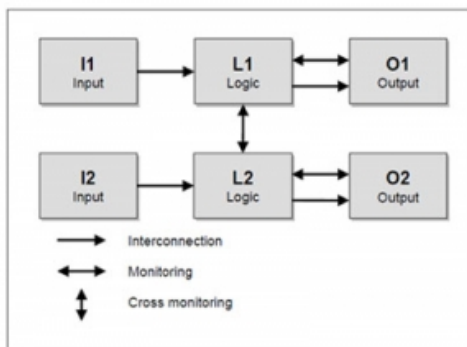 I1
Input
L1
Logic
O1
Output
I2
Input
L2
Logic
O2
Output
Interconnection
Monitoring
Cross monitoring